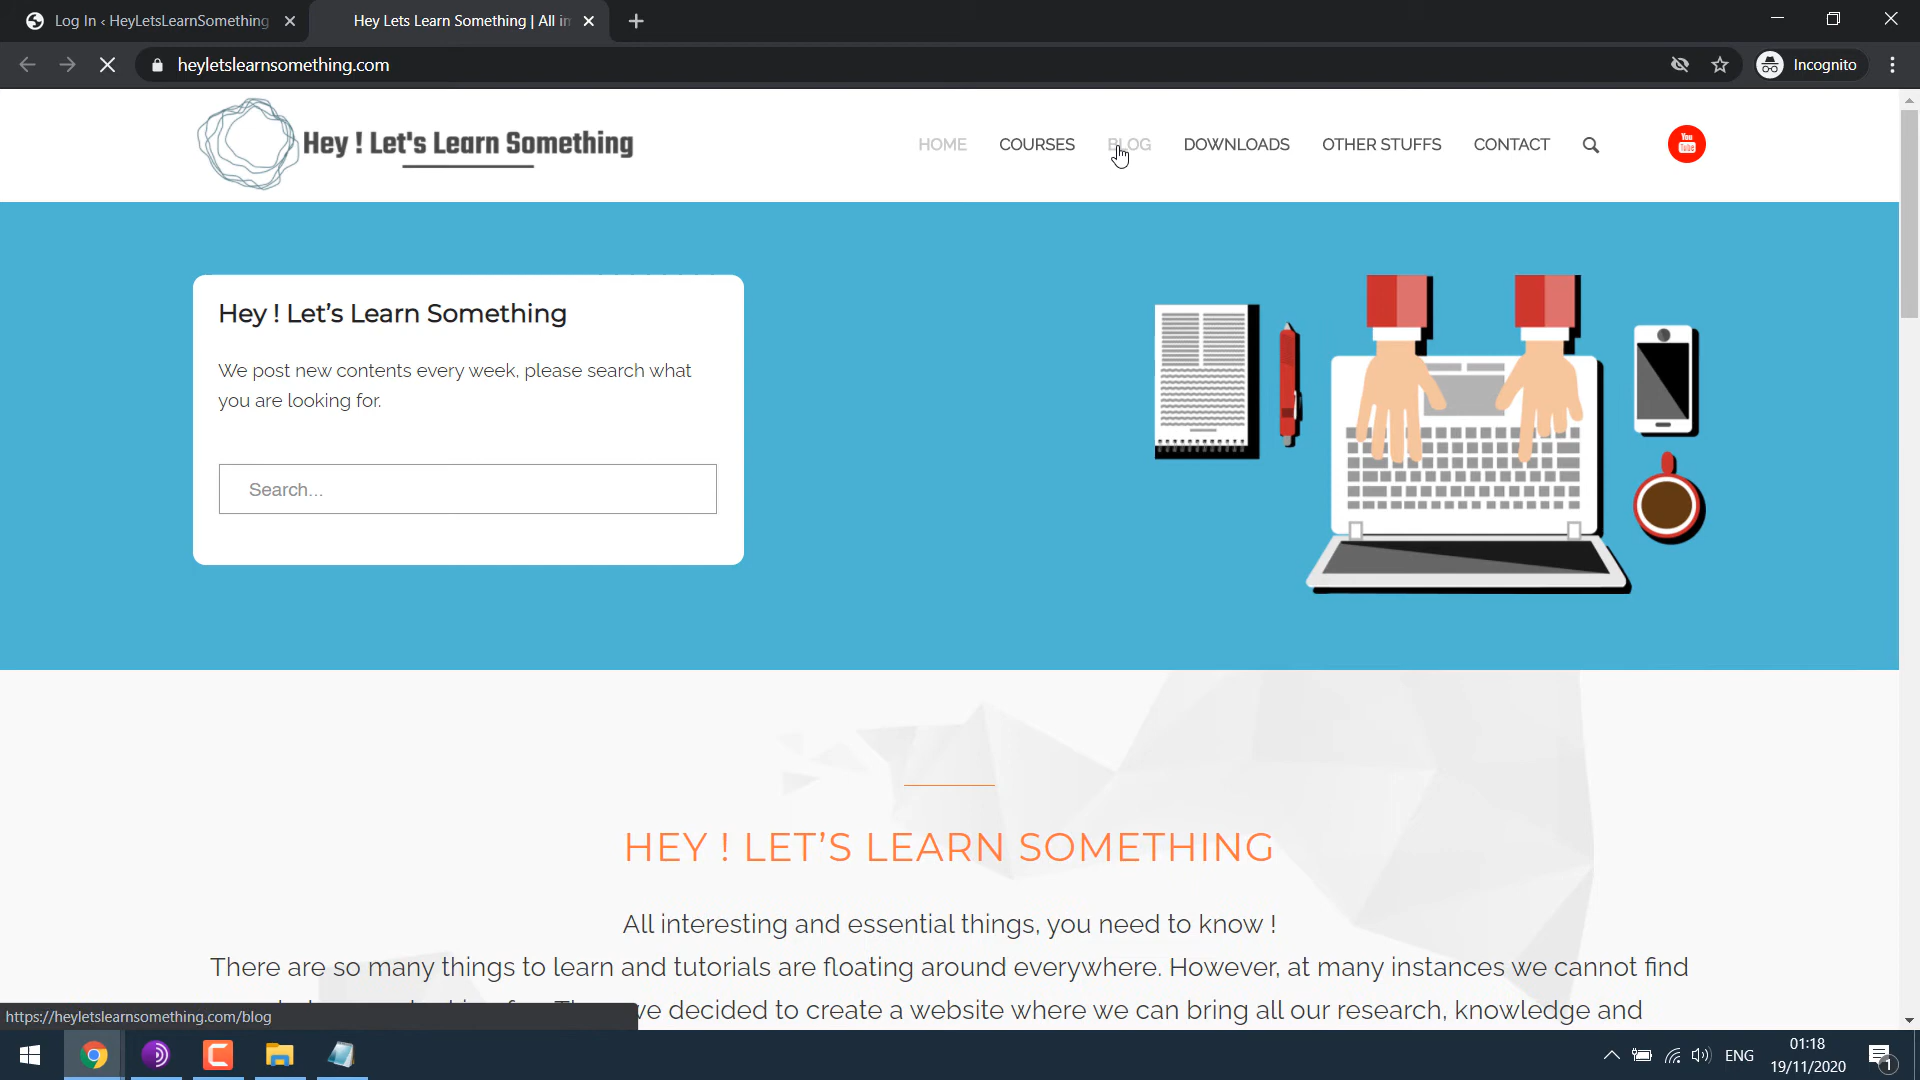 Log In ‹ HeyLetsLearnSomething
Hey Lets Learn Something | All in
heyletslearnsomething.com
Incognito
Hey ! Let's Learn Something
HOME
COURSES
BLOG
DOWNLOADS
OTHER STUFFS
CONTACT
You
Tube
Hey ! Let’s Learn Something
We post new contents every week, please search what
you are looking for.
Search...
HEY ! LET’S LEARN SOMETHING
All interesting and essential things, you need to know !
There are so many things to learn and tutorials are floating around everywhere. However, at many instances we cannot find
we decided to create a website where we can bring all our research, knowledge and
https://heyletslearnsomething.com/blog
ENG
01:18
19/11/2020
1